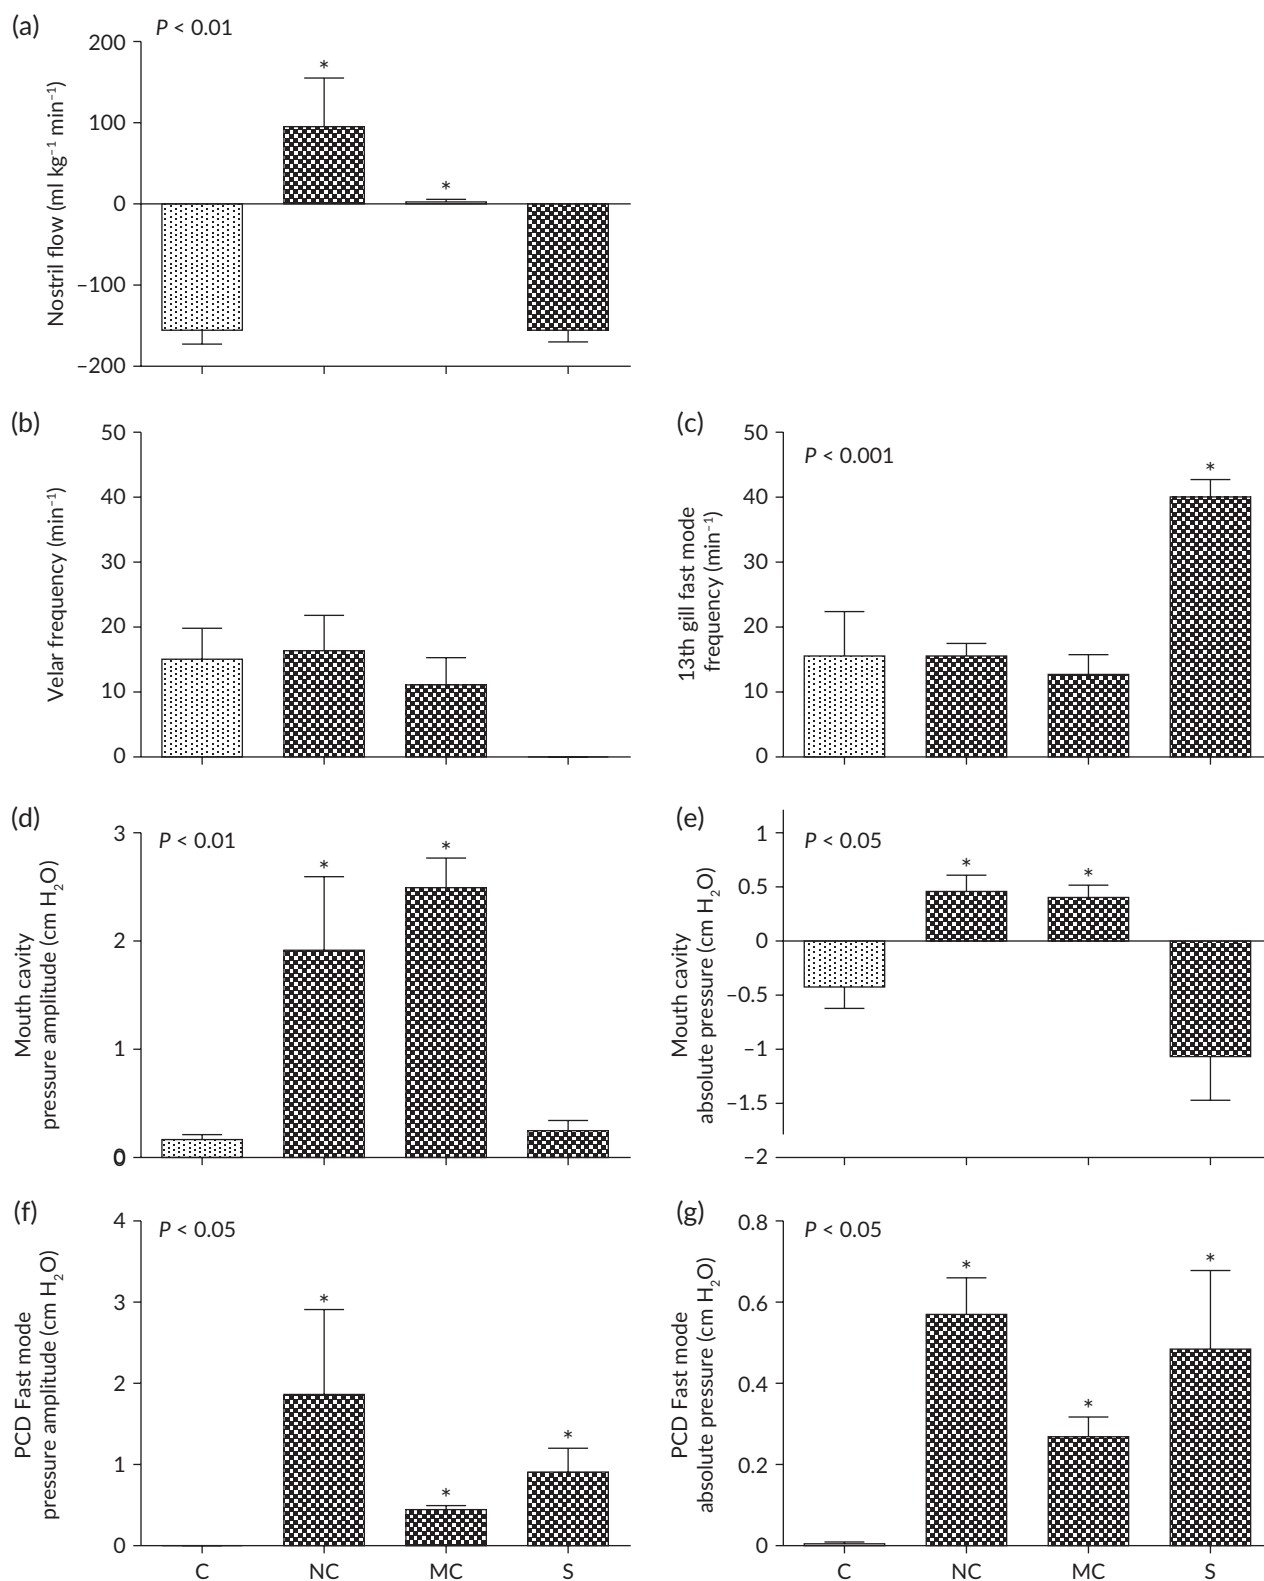 (a)
P < 0.01
Nostril flow (ml kg⁻¹ min⁻¹)
200
100
0
−100
−200
*
*
(b)
Velar frequency (min⁻¹)
50
40
30
20
10
0
(c)
P < 0.001
13th gill fast mode
frequency (min⁻¹)
50
40
30
20
10
0
*
(d)
P < 0.01
Mouth cavity
pressure amplitude (cm H₂O)
3
2
1
0
*
*
(e)
P < 0.05
Mouth cavity
absolute pressure (cm H₂O)
1
0.5
0
−0.5
−1
−1.5
−2
*
*
(f)
P < 0.05
PCD Fast mode
pressure amplitude (cm H₂O)
4
3
2
1
0
*
*
*
C NC MC S
(g)
P < 0.05
PCD Fast mode
absolute pressure (cm H₂O)
0.8
0.6
0.4
0.2
0
*
*
*
C NC MC S